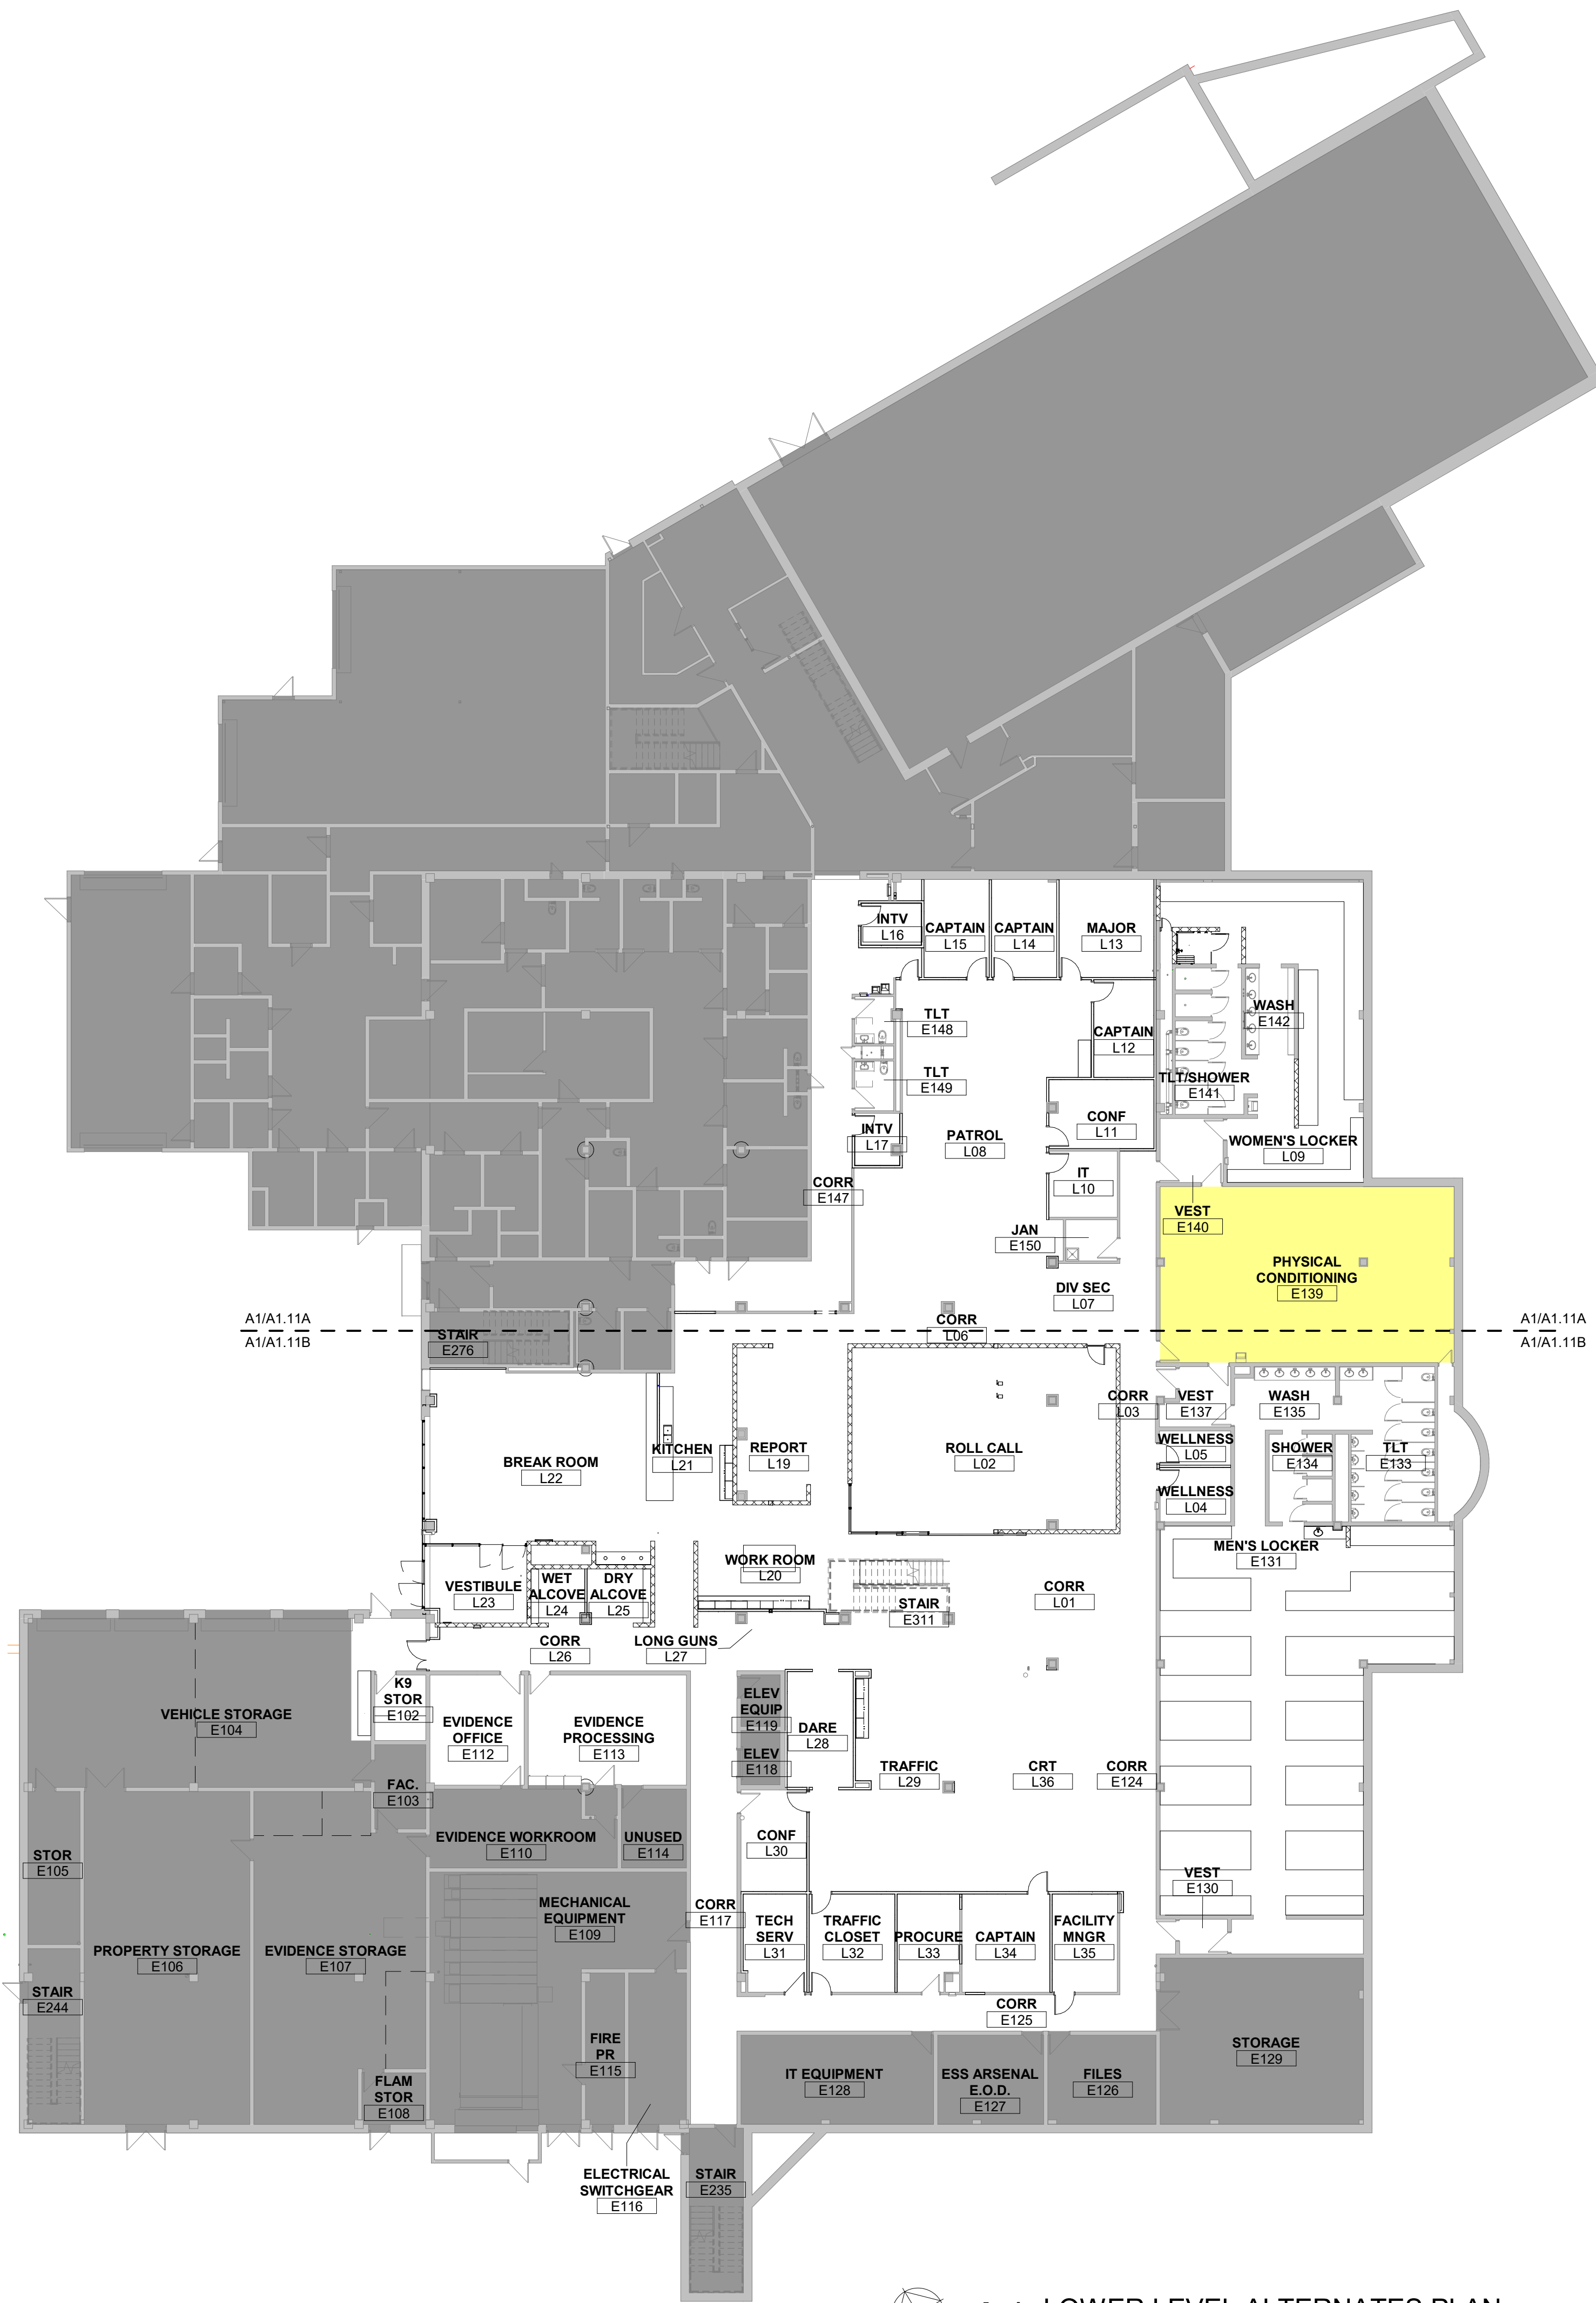 INTV
L16
CAPTAIN
L15
CAPTAIN
L14
MAJOR
L13
TLT
E148
WASH
E142
CAPTAIN
L12
TLT
E149
TLT/SHOWER
E141
CONF
L11
INTV
L17
PATROL
L08
WOMEN'S LOCKER
L09
CORR
E147
IT
L10
VEST
E140
JAN
E150
PHYSICAL
CONDITIONING
E139
DIV SEC
L07
A1/A1.11A
A1/A1.11B
CORR
L06
A1/A1.11A
A1/A1.11B
STAIR
E276
CORR
L03
VEST
E137
WASH
E135
BREAK ROOM
L22
KITCHEN
L21
REPORT
L19
ROLL CALL
L02
WELLNESS
L05
SHOWER
E134
TLT
E133
WELLNESS
L04
MEN'S LOCKER
E131
WORK ROOM
L20
VESTIBULE
L23
WET
ALCOVE
L24
DRY
ALCOVE
L25
STAIR
E311
CORR
L01
CORR
L26
LONG GUNS
L27
K9
STOR
E102
VEHICLE STORAGE
E104
EVIDENCE
OFFICE
E112
EVIDENCE
PROCESSING
E113
ELEV
EQUIP
E119
DARE
L28
ELEV
E118
TRAFFIC
L29
CRT
L36
CORR
E124
FAC.
E103
EVIDENCE WORKROOM
E110
UNUSED
E114
CONF
L30
STOR
E105
VEST
E130
MECHANICAL
EQUIPMENT
E109
CORR
E117
TECH
SERV
L31
TRAFFIC
CLOSET
L32
PROCURE
L33
CAPTAIN
L34
FACILITY
MNGR
L35
PROPERTY STORAGE
E106
EVIDENCE STORAGE
E107
STAIR
E244
CORR
E125
FIRE
PR
E115
STORAGE
E129
FLAM
STOR
E108
IT EQUIPMENT
E128
ESS ARSENAL
E.O.D.
E127
FILES
E126
ELECTRICAL
SWITCHGEAR
E116
STAIR
E235
LOWER LEVEL ALTERNATES PLAN